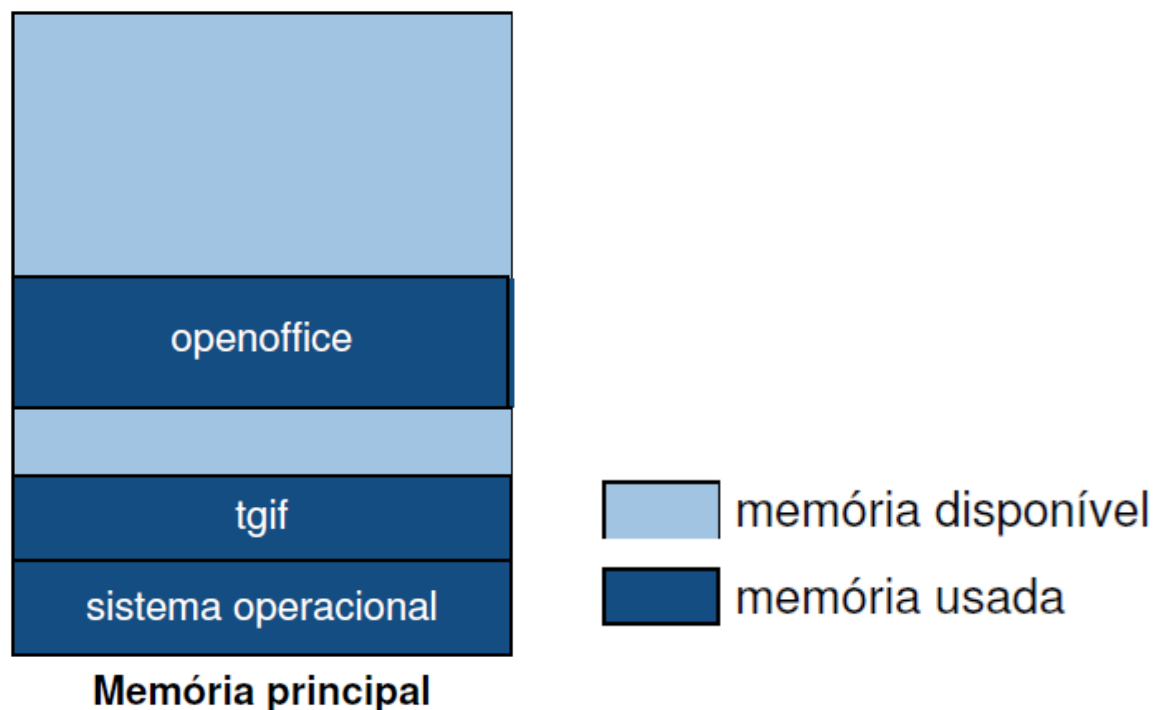 openoffice
tgif
sistema operacional
Memória principal
memória disponível
memória usada